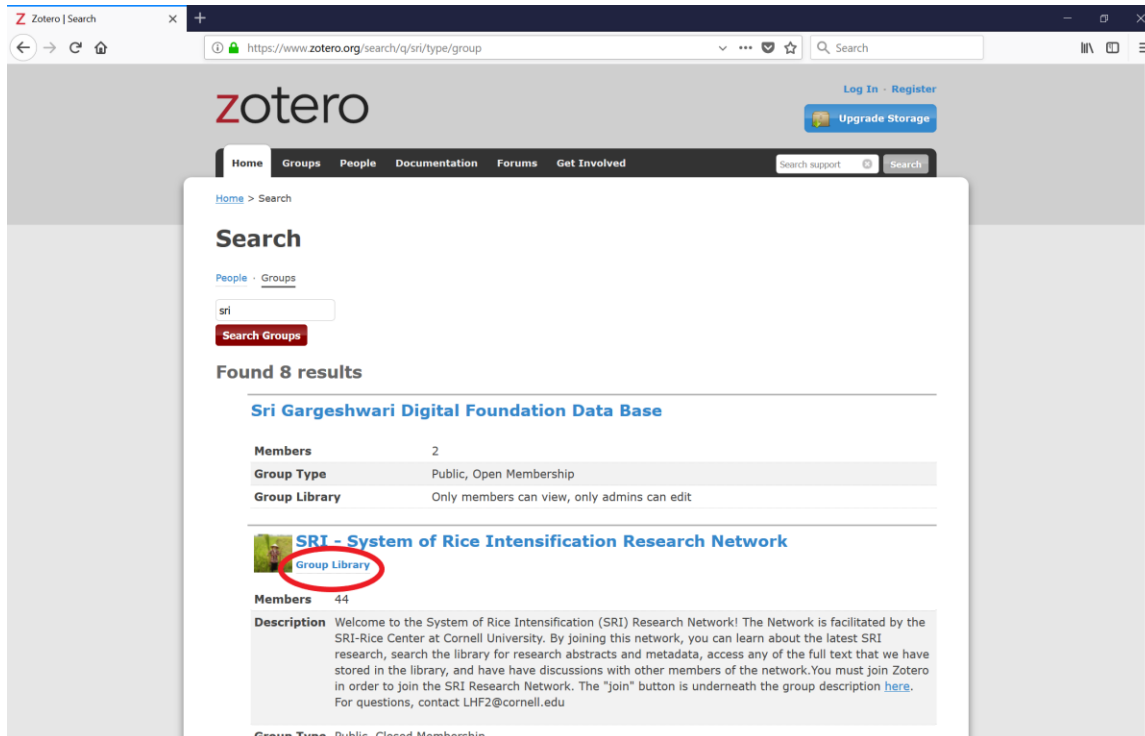 Zotero | Search
https://www.zotero.org/search/q/sri/type/group
Search
zotero
Log In · Register
Upgrade Storage
Home Groups People Documentation Forums Get Involved
Search support
Search
Home > Search
Search
People · Groups
sri
Search Groups
Found 8 results
Sri Gargeshwari Digital Foundation Data Base
Members 2
Group Type Public, Open Membership
Group Library Only members can view, only admins can edit
SRI - System of Rice Intensification Research Network
Group Library
Members 44
Description Welcome to the System of Rice Intensification (SRI) Research Network! The Network is facilitated by the
SRI-Rice Center at Cornell University. By joining this network, you can learn about the latest SRI
research, search the library for research abstracts and metadata, access any of the full text that we have
stored in the library, and have have discussions with other members of the network.You must join Zotero
in order to join the SRI Research Network. The "join" button is underneath the group description here.
For questions, contact LHF2@cornell.edu
Group Type Public, Closed Membership